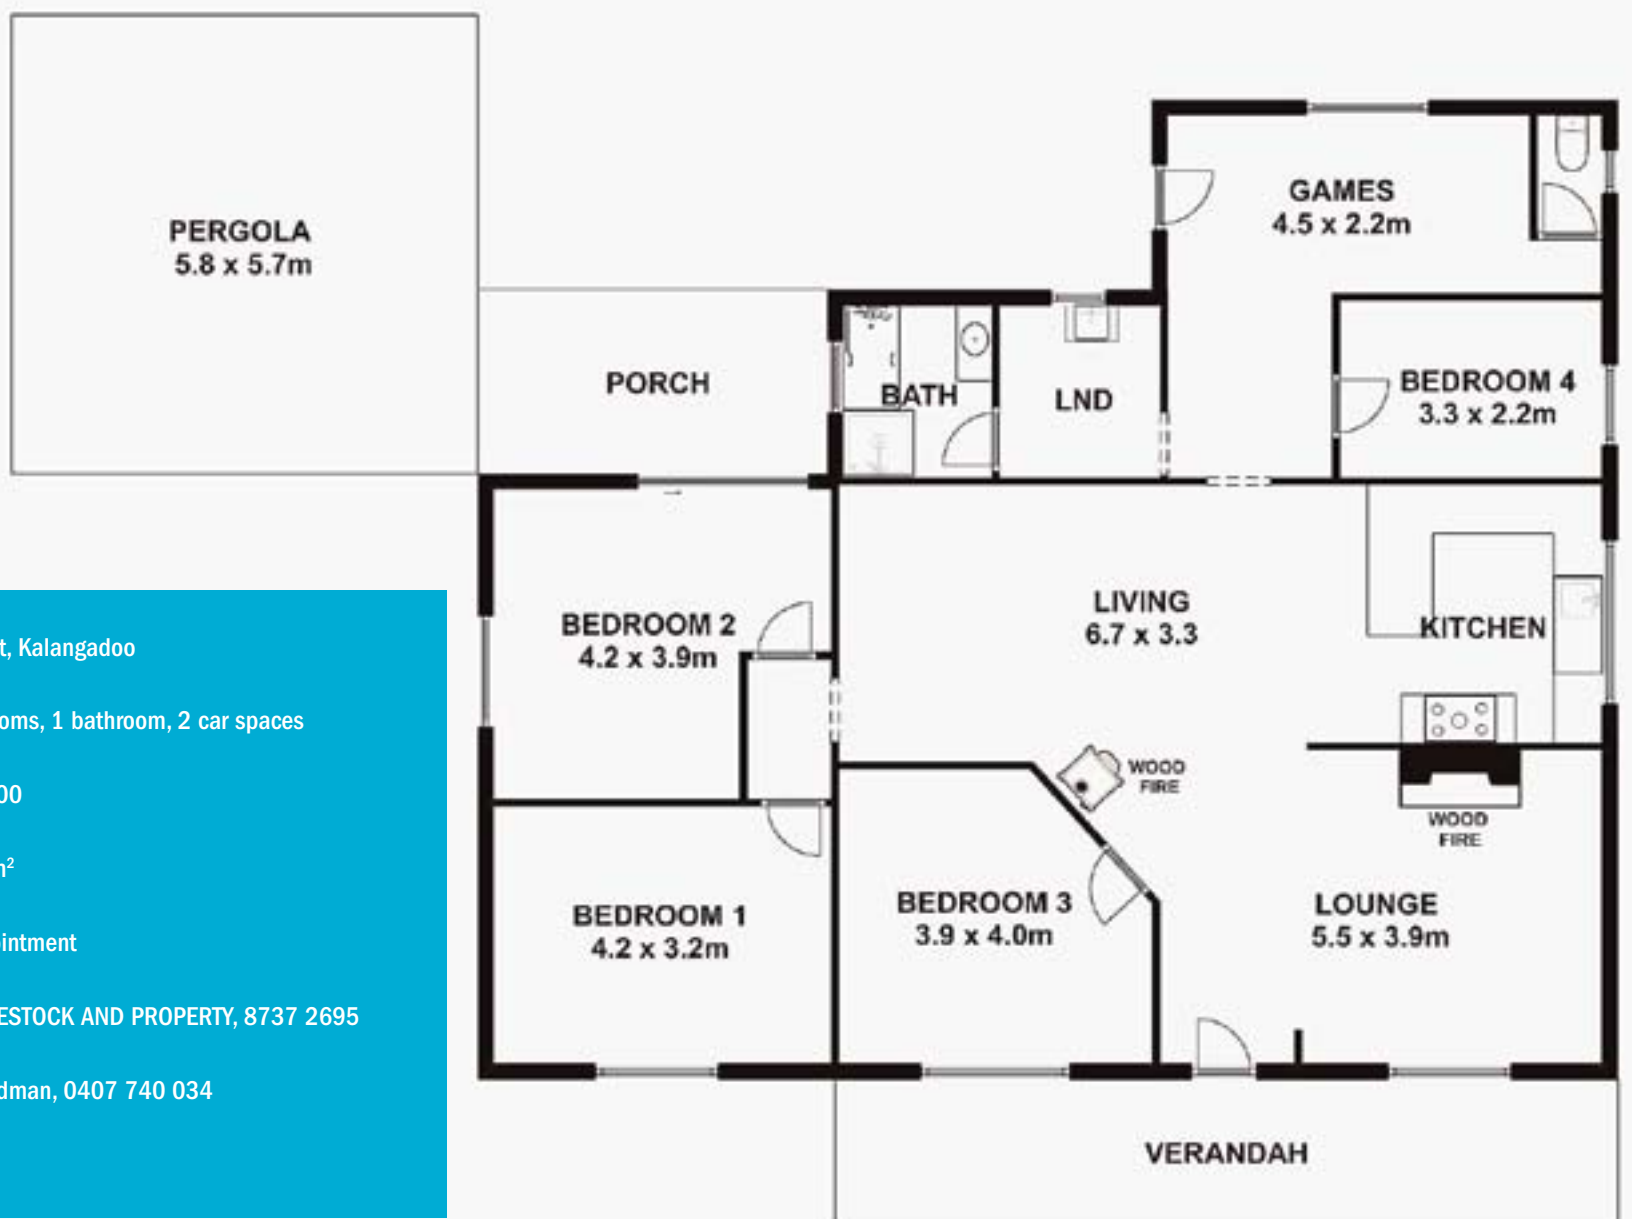 PERGOLA
5.8 x 5.7m
GAMES
4.5 x 2.2m
PORCH
BATH
LND
BEDROOM 4
3.3 x 2.2m
BEDROOM 2
4.2 x 3.9m
LIVING
6.7 x 3.3
KITCHEN
WOOD
FIRE
WOOD
FIRE
BEDROOM 1
4.2 x 3.2m
BEDROOM 3
3.9 x 4.0m
LOUNGE
5.5 x 3.9m
VERANDAH
t, Kalangadoo
ooms, 1 bathroom, 2 car spaces
00
m²
ointment
ESTOCK AND PROPERTY, 8737 2695
dman, 0407 740 034